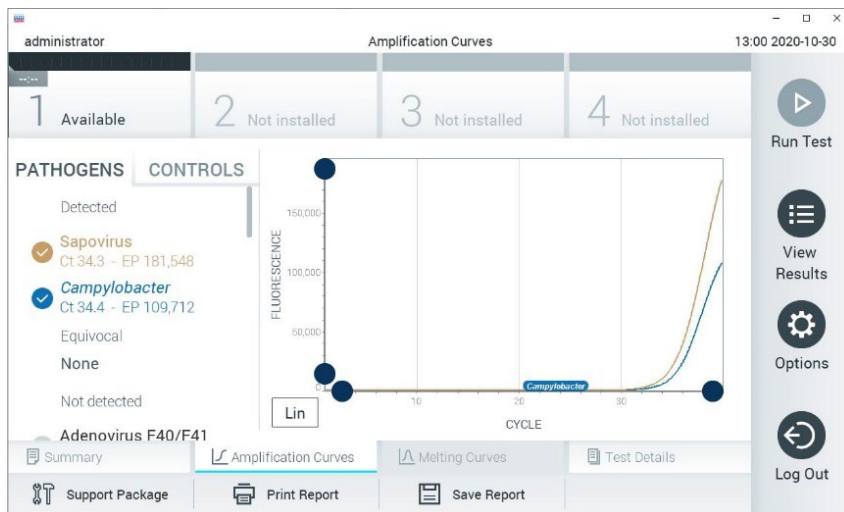 administrator
Amplification Curves
13:00 2020-10-30
--:--
1 Available
2 Not installed
3 Not installed
4 Not installed
Run Test
View
Results
Options
Log Out
PATHOGENS
CONTROLS
Detected
Sapovirus
Ct 34.3 - EP 181,548
Campylobacter
Ct 34.4 - EP 109,712
Equivocal
None
Not detected
Adenovirus F40/F41
FLUORESCENCE
150,000
100,000
50,000
0
Campylobacter
10
20
30
CYCLE
Lin
Summary
Amplification Curves
Melting Curves
Test Details
Support Package
Print Report
Save Report